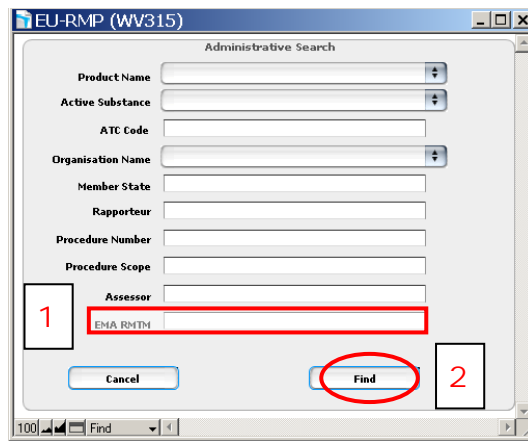 EU-RMP (WV315)
Administrative Search
Product Name
Active Substance
ATC Code
Organisation Name
Member State
Rapporteur
Procedure Number
Procedure Scope
Assessor
1
EMA RMTM
Cancel
Find
2
100
Find